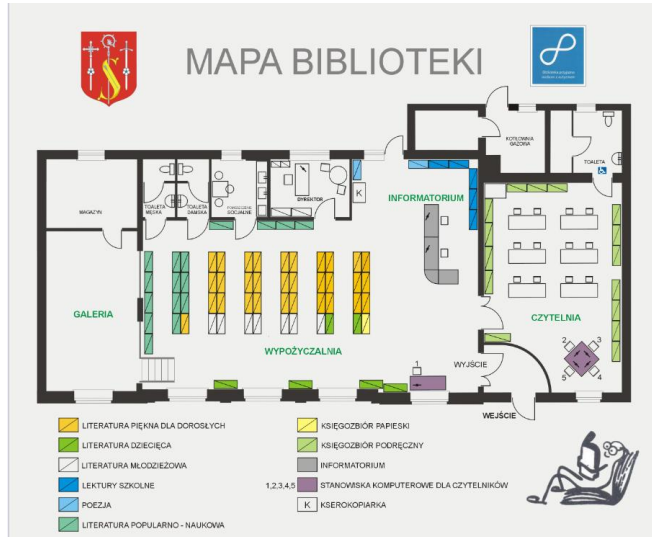 MAPA BIBLIOTEKI
KOTŁOWNIA
GAZOWA
TOALETA
MAGAZYN
TOALETA
MĘSKA
TOALETA
DAMSKA
SOCJALNE
DYREKTOR
K
INFORMATORIUM
GALERIA
WYPOŻYCZALNIA
CZYTELNIA
2
3
5
4
1
WYJŚCIE
WEJŚCIE
LITERATURA PIĘKNA DLA DOROSŁYCH
LITERATURA DZIECIĘCA
LITERATURA MŁODZIEŻOWA
LEKTURY SZKOLNE
POEZJA
LITERATURA POPULARNO - NAUKOWA
KSIĘGOZBIÓR PAPIESKI
KSIĘGOZBIÓR PODRĘCZNY
INFORMATORIUM
1,2,3,4,5 STANOWISKA KOMPUTEROWE DLA CZYTELNIKÓW
K KSEROKOPIARKA